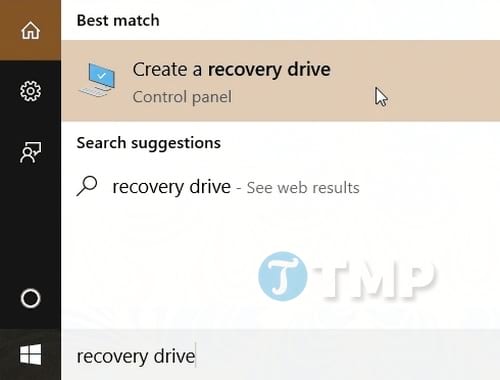 Best match
Create a recovery drive
Control panel
Search suggestions
recovery drive - See web results
T TMP
recovery drive